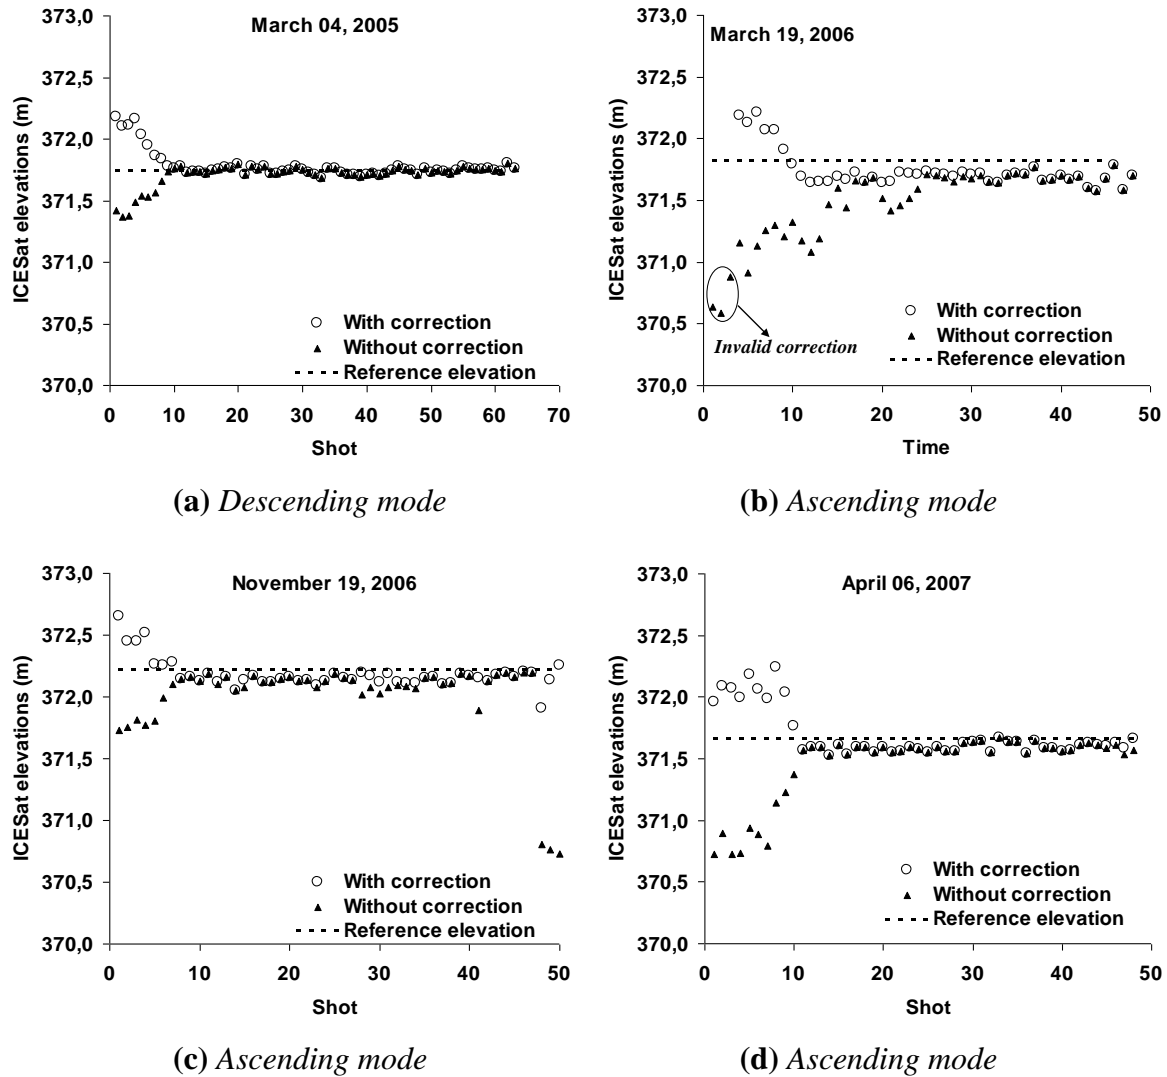 March 04, 2005
ICESat elevations (m)
373,0
372,5
372,0
371,5
371,0
370,5
370,0
With correction
Without correction
Reference elevation
0 10 20 30 40 50 60 70
Shot
(a) Descending mode
March 19, 2006
ICESat elevations (m)
373,0
372,5
372,0
371,5
371,0
370,5
370,0
Invalid correction
With correction
Without correction
Reference elevation
0 10 20 30 40 50
Time
(b) Ascending mode
November 19, 2006
ICESat elevations (m)
373,0
372,5
372,0
371,5
371,0
370,5
370,0
With correction
Without correction
Reference elevation
0 10 20 30 40 50
Shot
(c) Ascending mode
April 06, 2007
ICESat elevations (m)
373,0
372,5
372,0
371,5
371,0
370,5
370,0
With correction
Without correction
Reference elevation
0 10 20 30 40 50
Shot
(d) Ascending mode